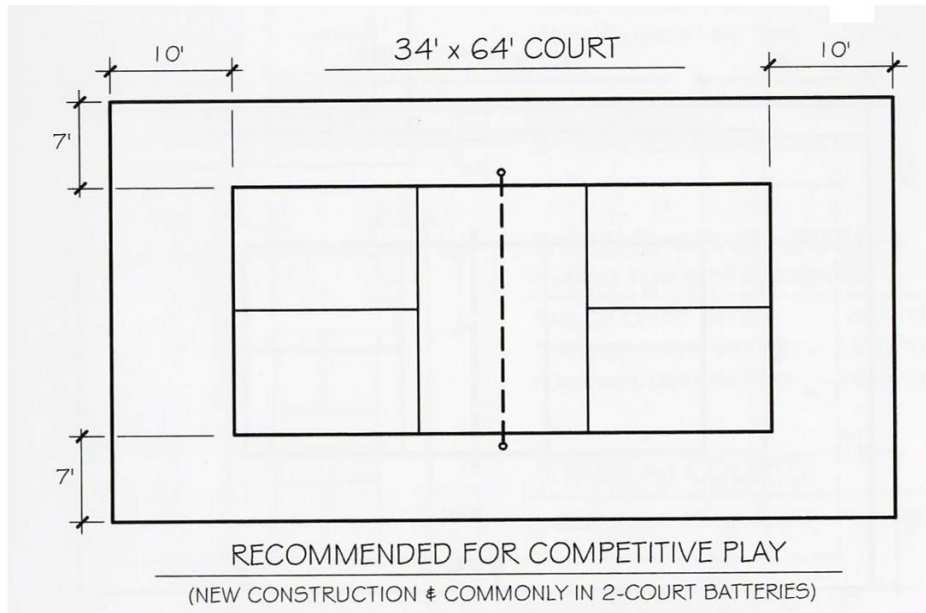 10'
34' x 64' COURT
10'
7'
7'
RECOMMENDED FOR COMPETITIVE PLAY
(NEW CONSTRUCTION & COMMONLY IN 2-COURT BATTERIES)